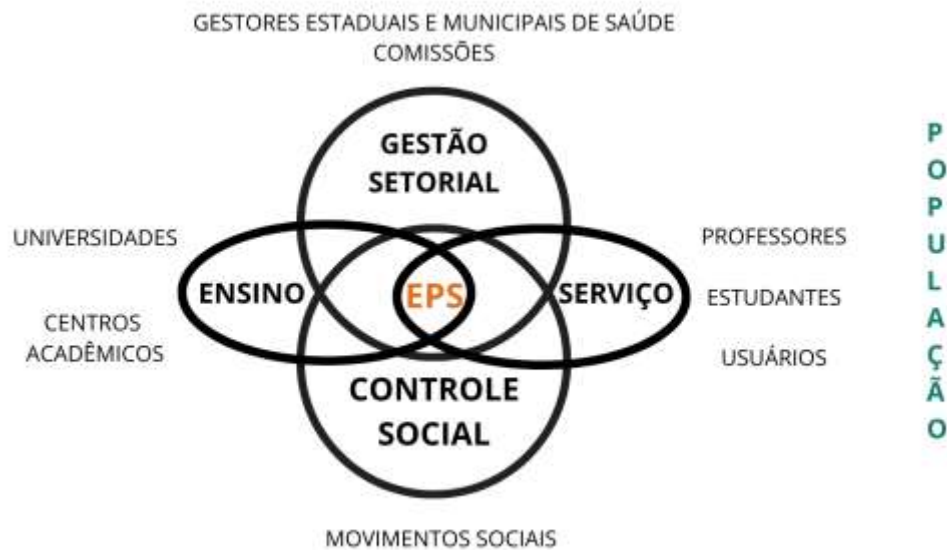 GESTORES ESTADUAIS E MUNICIPAIS DE SAÚDE
COMISSÕES
GESTÃO
SETORIAL
UNIVERSIDADES
CENTROS
ACADÊMICOS
ENSINO
EPS
SERVIÇO
PROFESSORES
ESTUDANTES
USUÁRIOS
CONTROLE
SOCIAL
MOVIMENTOS SOCIAIS
P
O
P
U
L
A
Ç
Ã
O